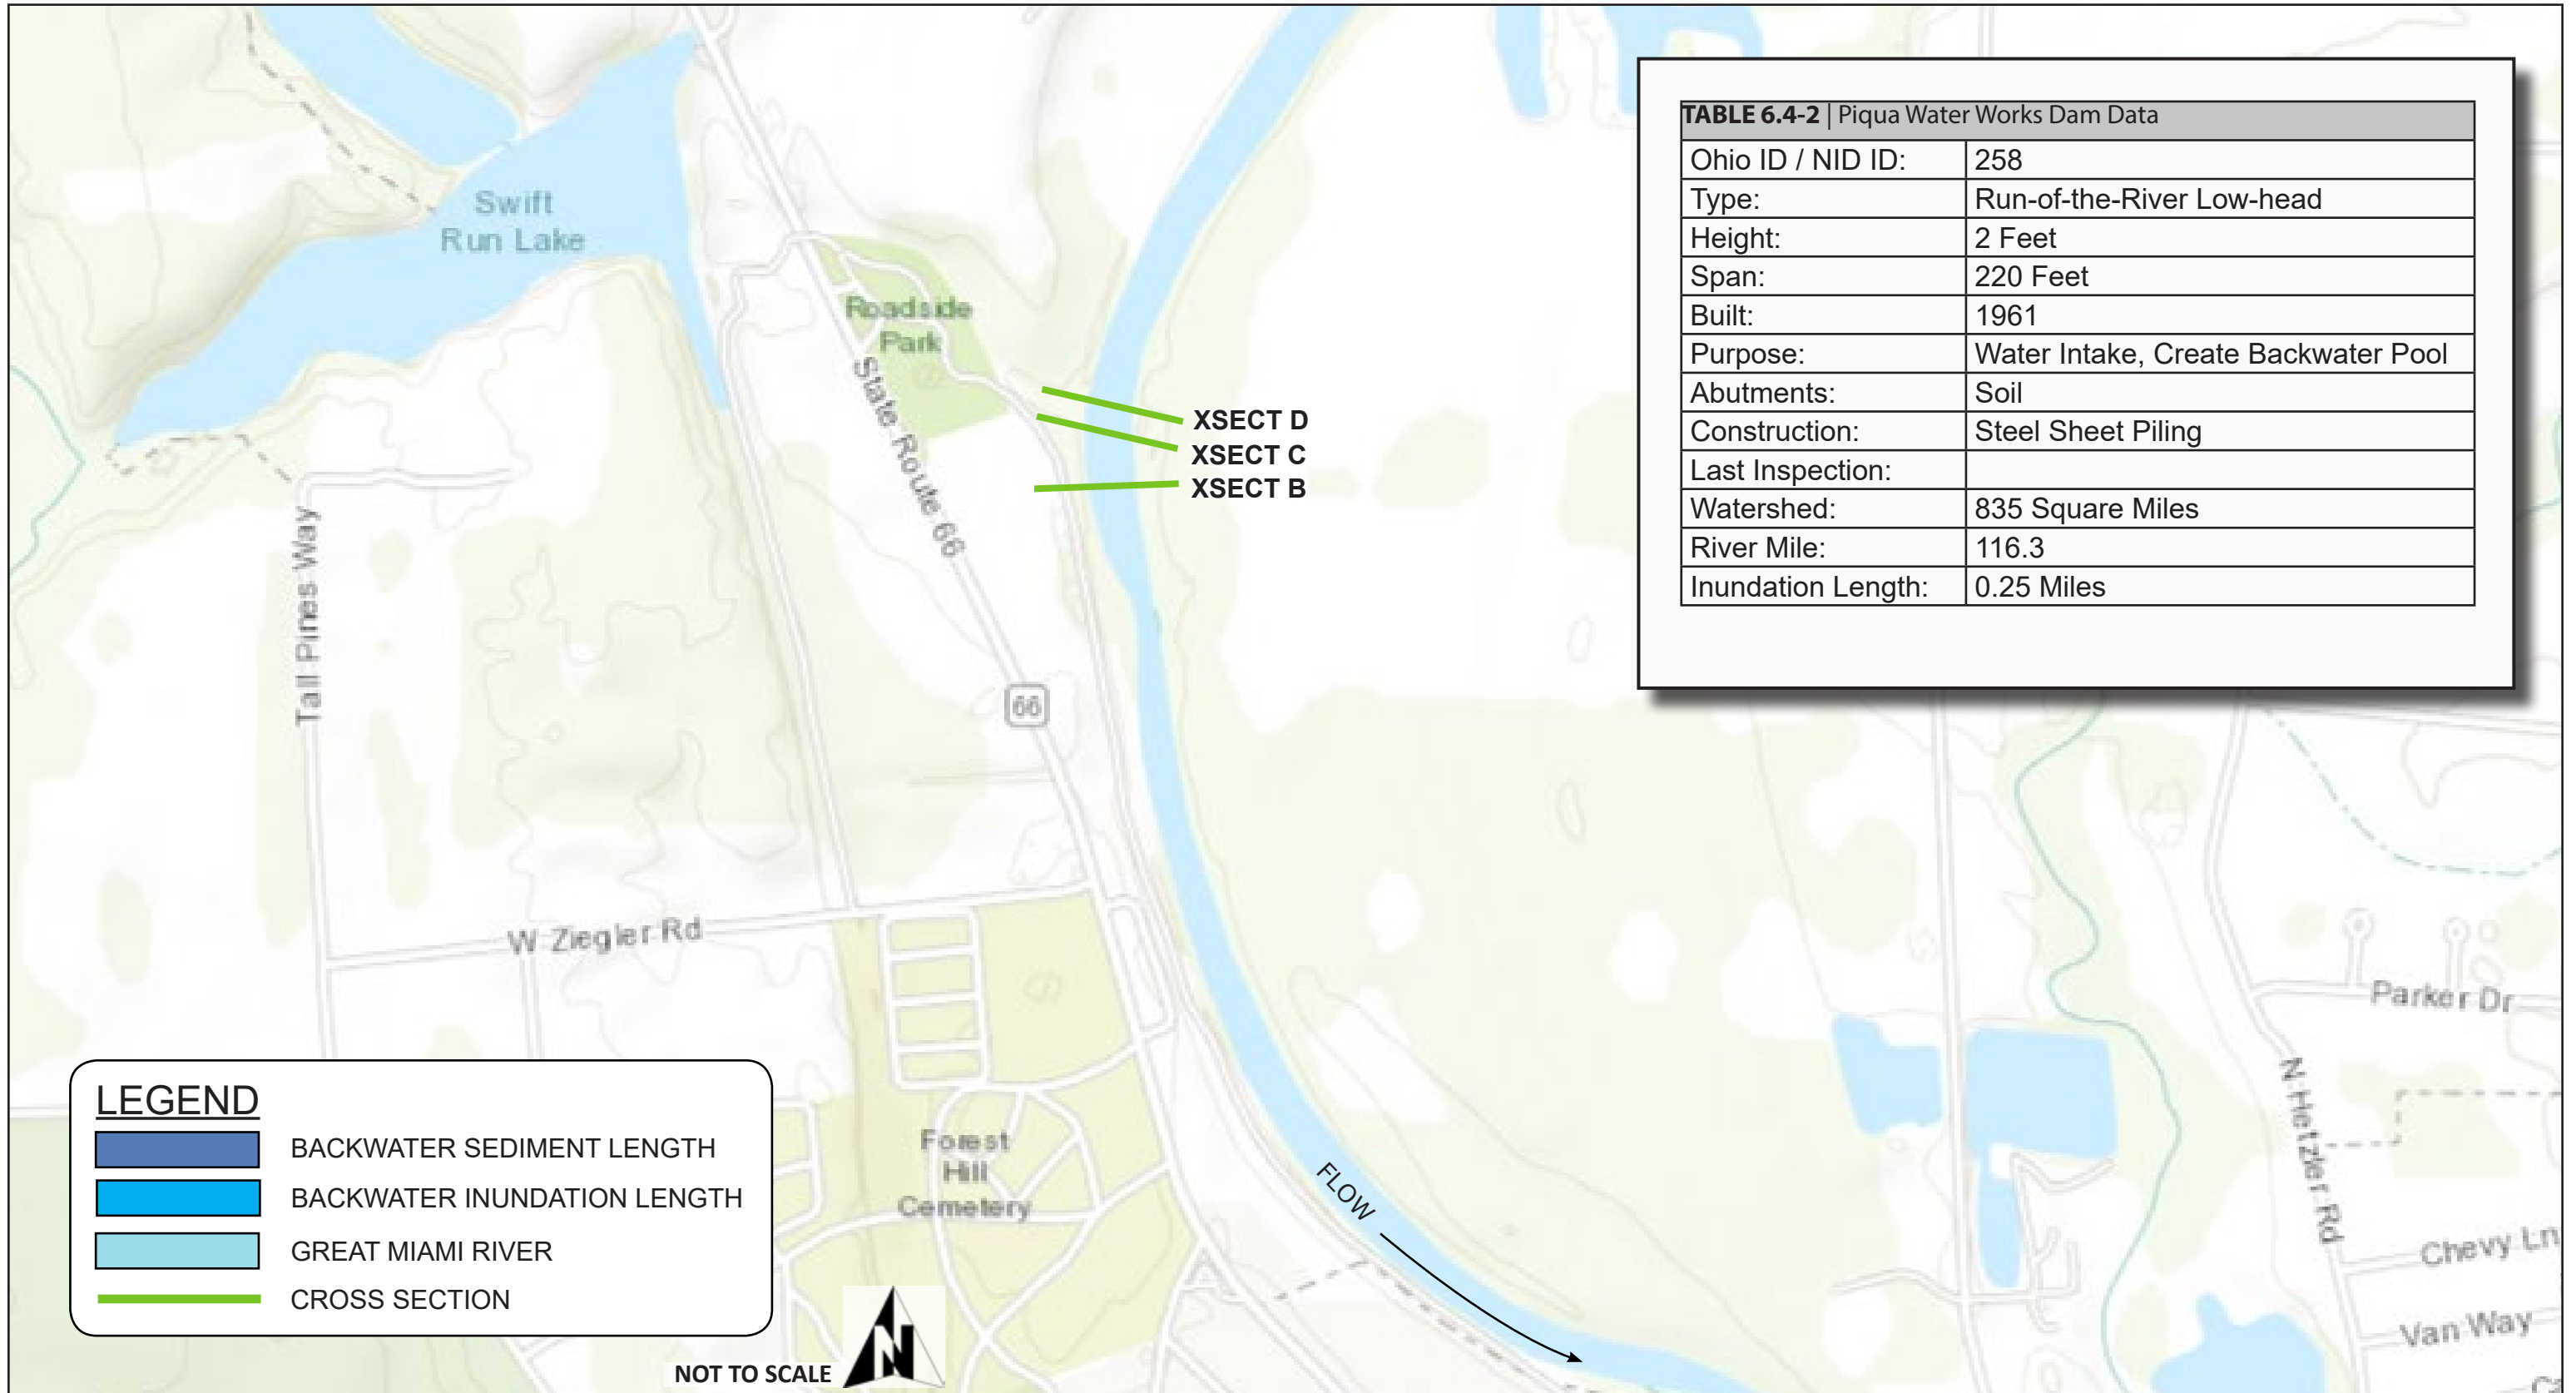 Swift
Run Lake
Roadside
Park
State Route 66
XSECT D
XSECT C
XSECT B
TABLE 6.4-2 | Piqua Water Works Dam Data
Ohio ID / NID ID: 258
Type: Run-of-the-River Low-head
Height: 2 Feet
Span: 220 Feet
Built: 1961
Purpose: Water Intake, Create Backwater Pool
Abutments: Soil
Construction: Steel Sheet Piling
Last Inspection:
Watershed: 835 Square Miles
River Mile: 116.3
Inundation Length: 0.25 Miles
Tall Pines Way
66
W Ziegler Rd
Parker Dr
N Hetzler Rd
Chevy Ln
Van Way
Forest
Hill
Cemetery
FLOW
LEGEND
BACKWATER SEDIMENT LENGTH
BACKWATER INUNDATION LENGTH
GREAT MIAMI RIVER
CROSS SECTION
NOT TO SCALE
N